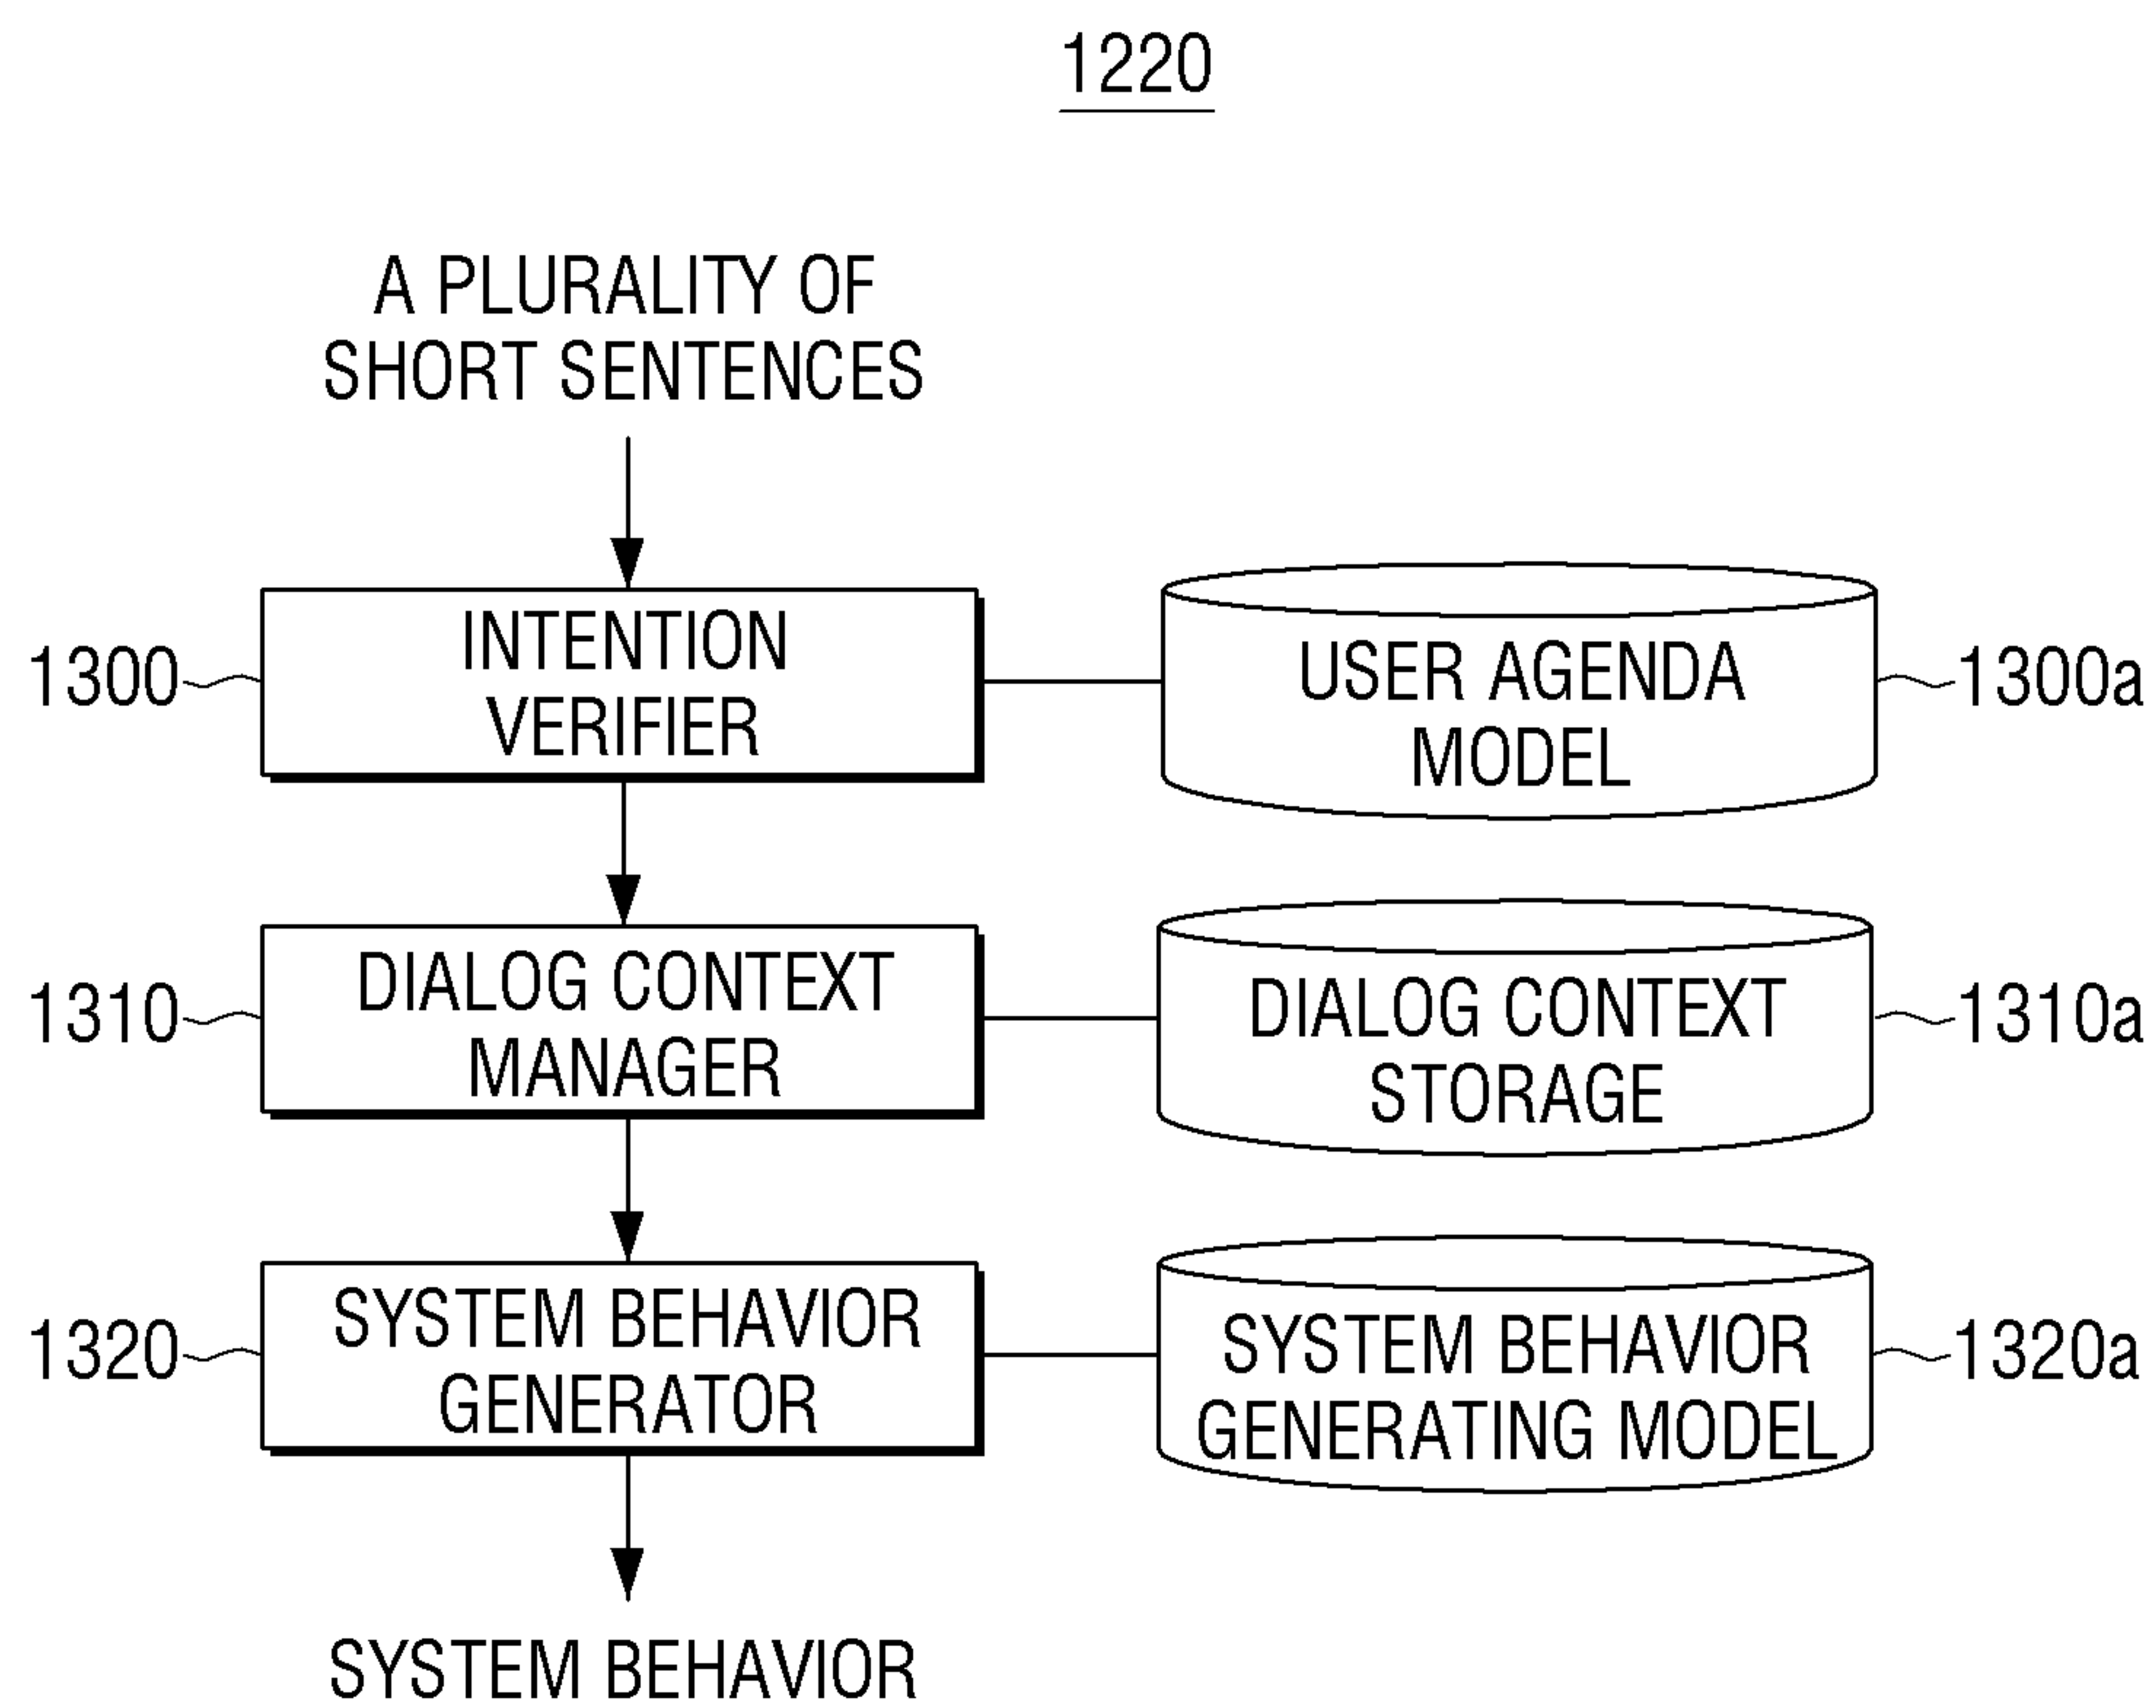 1220
A PLURALITY OF
SHORT SENTENCES
1300
INTENTION
VERIFIER
USER AGENDA
MODEL
1300a
1310
DIALOG CONTEXT
MANAGER
DIALOG CONTEXT
STORAGE
1310a
1320
SYSTEM BEHAVIOR
GENERATOR
SYSTEM BEHAVIOR
GENERATING MODEL
1320a
SYSTEM BEHAVIOR